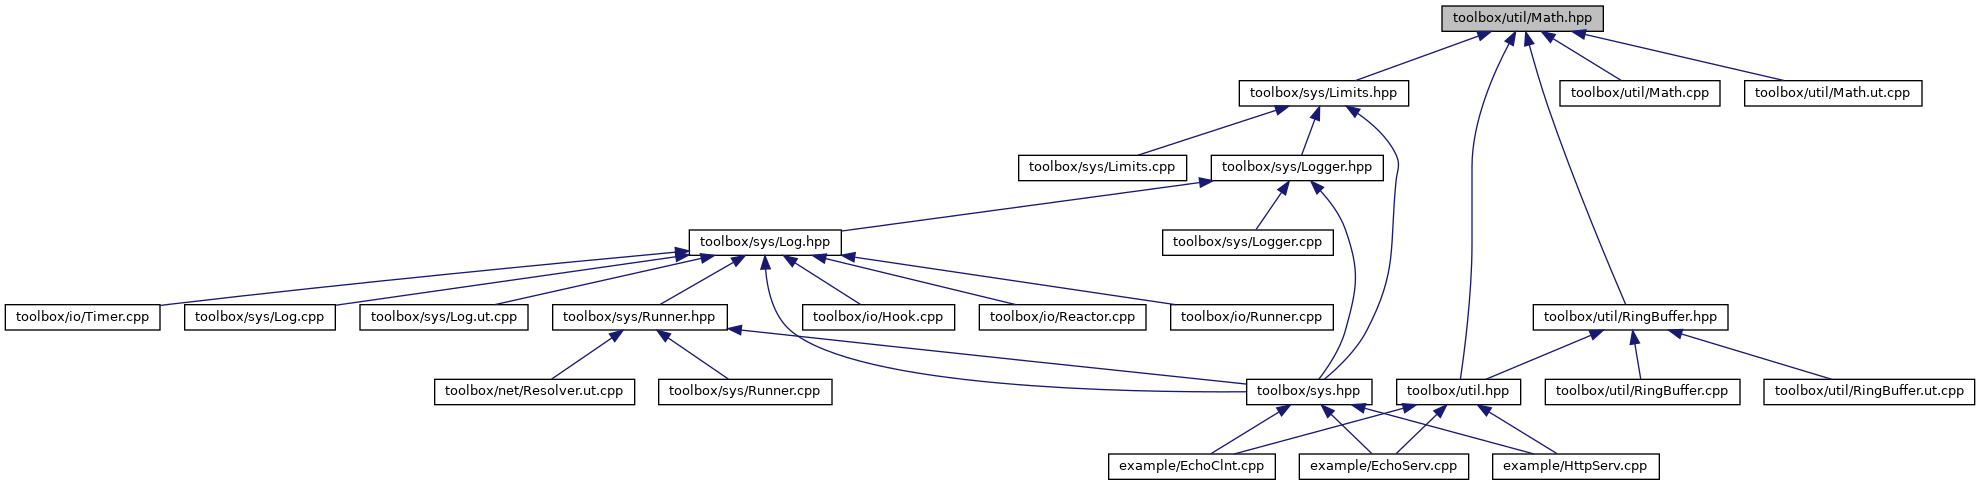 toolbox/util/Math.hpp
toolbox/sys/Limits.hpp
toolbox/util/Math.cpp
toolbox/util/Math.ut.cpp
toolbox/sys/Limits.cpp
toolbox/sys/Logger.hpp
toolbox/sys/Log.hpp
toolbox/sys/Logger.cpp
toolbox/io/Timer.cpp
toolbox/sys/Log.cpp
toolbox/sys/Log.ut.cpp
toolbox/sys/Runner.hpp
toolbox/io/Hook.cpp
toolbox/io/Reactor.cpp
toolbox/io/Runner.cpp
toolbox/util/RingBuffer.hpp
toolbox/net/Resolver.ut.cpp
toolbox/sys/Runner.cpp
toolbox/sys.hpp
toolbox/util.hpp
toolbox/util/RingBuffer.cpp
toolbox/util/RingBuffer.ut.cpp
example/EchoClnt.cpp
example/EchoServ.cpp
example/HttpServ.cpp